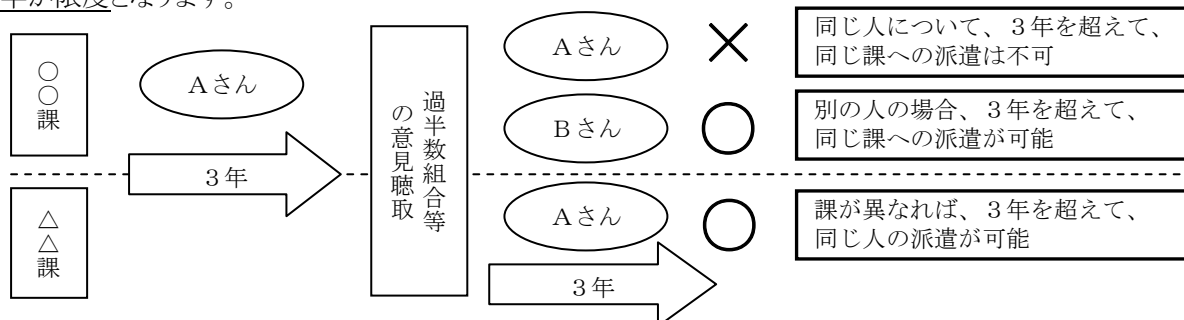 年が限度となります。
○○課
Aさん
3年
過半数組合等
の意見聴取
Aさん
×
同じ人について、3年を超えて、
同じ課への派遣は不可
Bさん
○
別の人の場合、3年を超えて、
同じ課への派遣が可能
△△課
Aさん
○
課が異なれば、3年を超えて、
同じ人の派遣が可能
3年